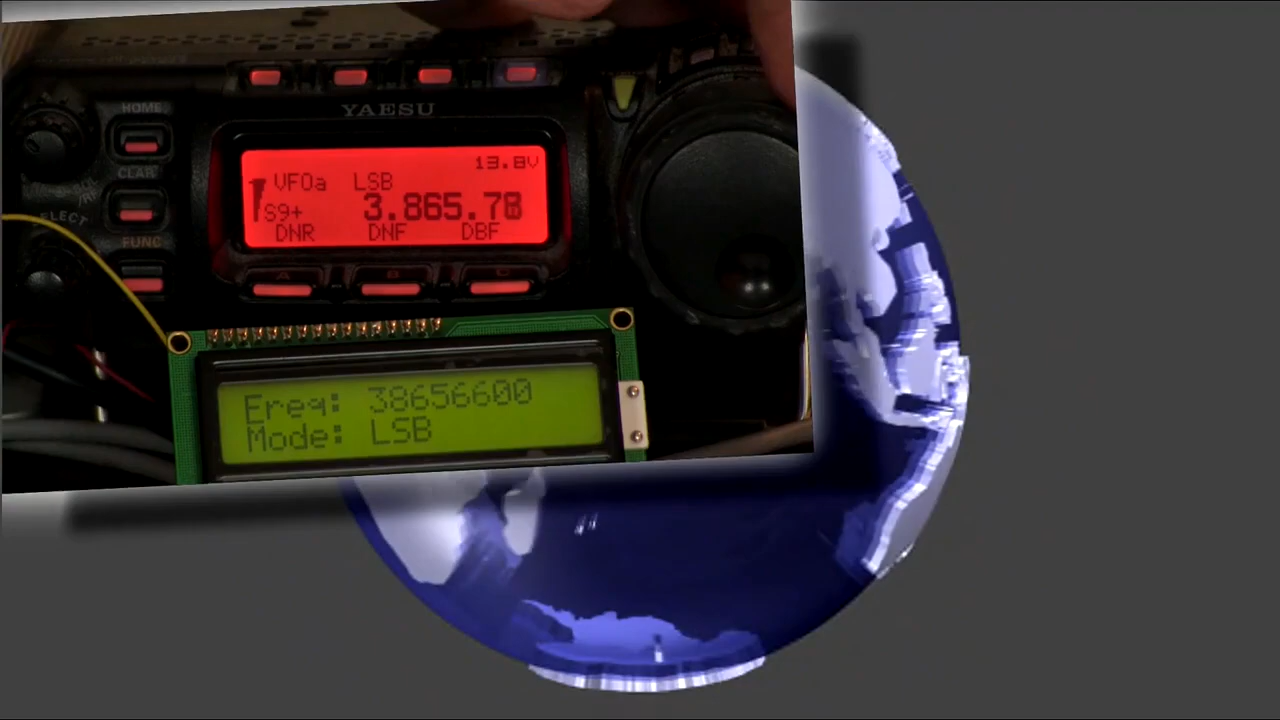 HOME
YAESU
CLAR
13.8V
VFOa LSB
3.865.78
S9+
DNR DNF DBF
FUNC
A B C
Freq: 38656600
Mode: LSB